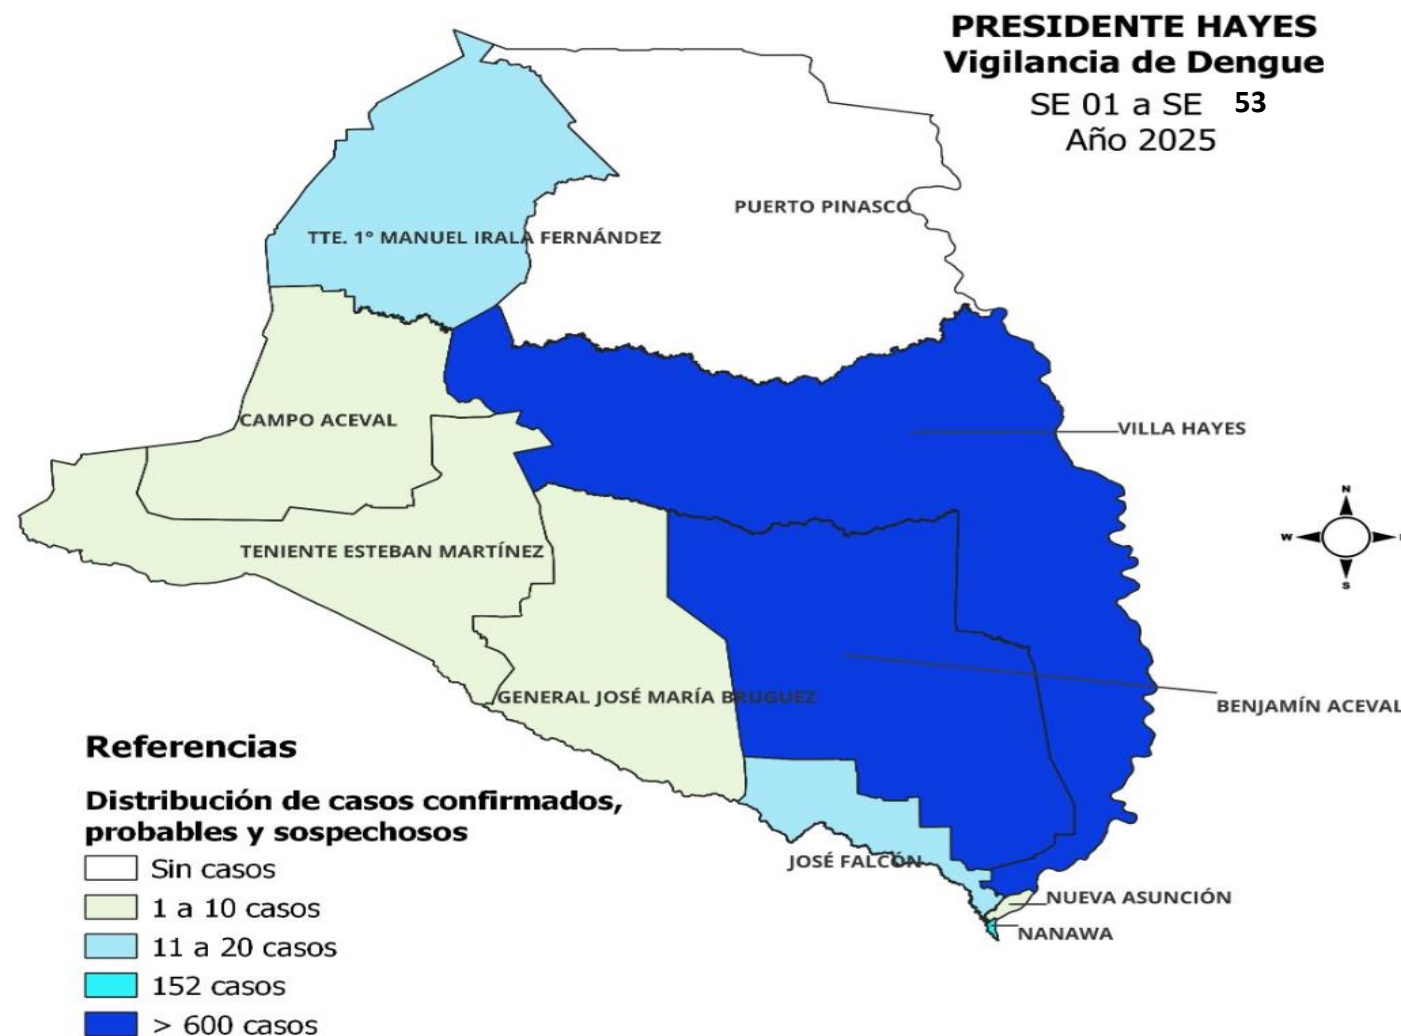 PRESIDENTE HAYES
Vigilancia de Dengue
SE 01 a SE 53
Año 2025
PUERTO PINASCO
TTE. 1° MANUEL IRALA FERNÁNDEZ
CAMPO ACEVAL
VILLA HAYES
TENIENTE ESTEBAN MARTÍNEZ
GENERAL JOSÉ MARÍA BRUGUEZ
BENJAMÍN ACEVAL
JOSÉ FALCÓN
NUEVA ASUNCIÓN
NANAWA
N
W
S
Referencias
Distribución de casos confirmados,
probables y sospechosos
Sin casos
1 a 10 casos
11 a 20 casos
152 casos
> 600 casos